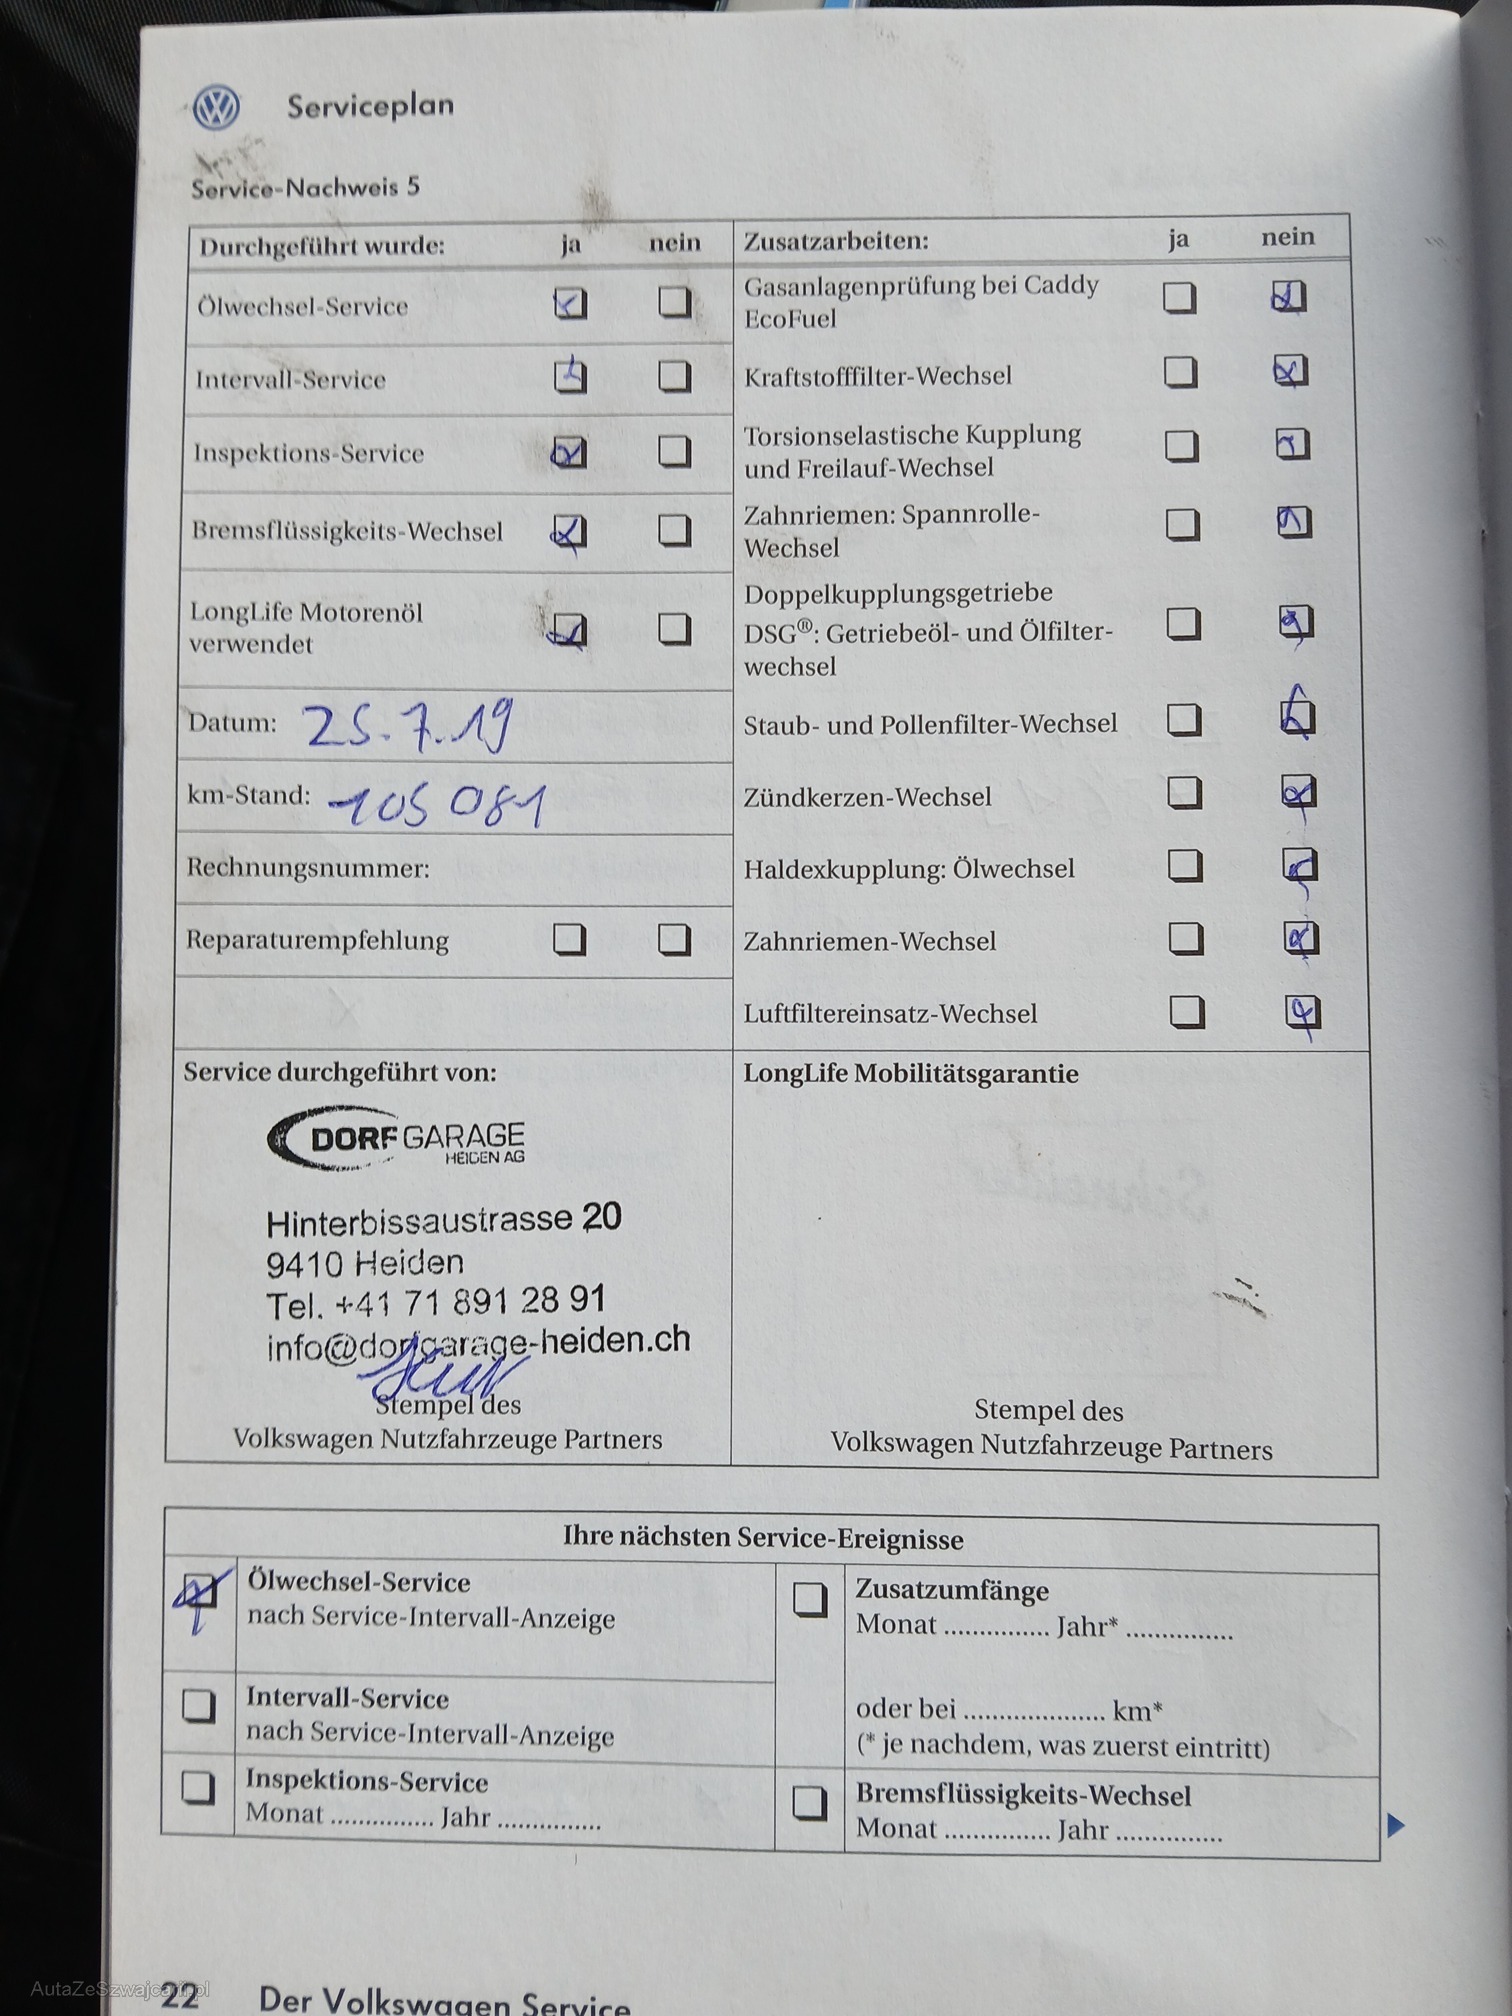 Serviceplan
Service-Nachweis 5
Durchgeführt wurde: ja nein
Ölwechsel-Service
Intervall-Service
Inspektions-Service
Bremsflüssigkeits-Wechsel
LongLife Motorenöl
verwendet
Datum: 25.7.19
km-Stand: 105 081
Rechnungsnummer:
Reparaturempfehlung
Zusatzarbeiten: ja nein
Gasanlagenprüfung bei Caddy
EcoFuel
Kraftstofffilter-Wechsel
Torsionselastische Kupplung
und Freilauf-Wechsel
Zahnriemen: Spannrolle-
Wechsel
Doppelkupplungsgetriebe
DSG®: Getriebeöl- und Ölfilter-
wechsel
Staub- und Pollenfilter-Wechsel
Zündkerzen-Wechsel
Haldexkupplung: Ölwechsel
Zahnriemen-Wechsel
Luftfiltereinsatz-Wechsel
Service durchgeführt von:
DORFGARAGE
HEIDEN AG
Hinterbissaustrasse 20
9410 Heiden
Tel. +41 71 891 28 91
info@dorfgarage-heiden.ch
Stempel des
Volkswagen Nutzfahrzeuge Partners
LongLife Mobilitätsgarantie
Stempel des
Volkswagen Nutzfahrzeuge Partners
Ihre nächsten Service-Ereignisse
Ölwechsel-Service
nach Service-Intervall-Anzeige
Intervall-Service
nach Service-Intervall-Anzeige
Inspektions-Service
Monat ............... Jahr ...............
Zusatzumfänge
Monat ............... Jahr* ...............
oder bei .................... km*
(* je nachdem, was zuerst eintritt)
Bremsflüssigkeits-Wechsel
Monat ............... Jahr ...............
22 Der Volkswagen Service
AutaZeSzwajcarii.pl